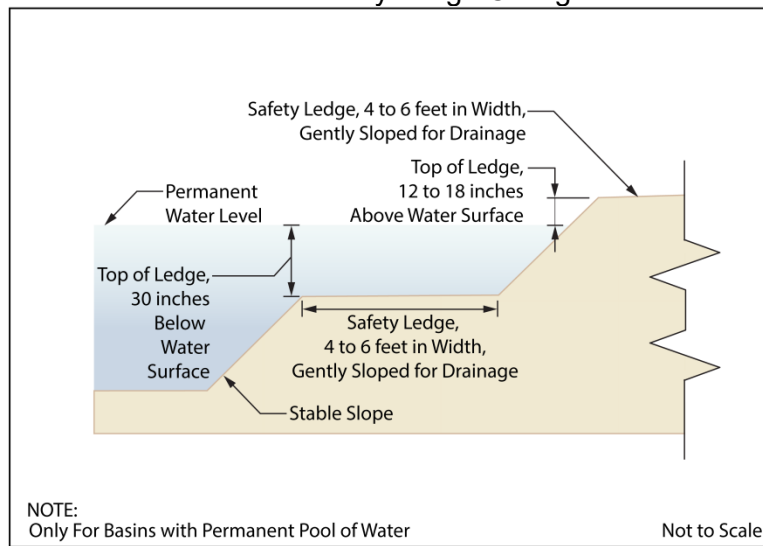 Safety Ledge, 4 to 6 feet in Width,
Gently Sloped for Drainage
Top of Ledge,
12 to 18 inches
Above Water Surface
Permanent
Water Level
Top of Ledge,
30 inches
Below
Water
Surface
Safety Ledge,
4 to 6 feet in Width,
Gently Sloped for Drainage
Stable Slope
NOTE:
Only For Basins with Permanent Pool of Water
Not to Scale